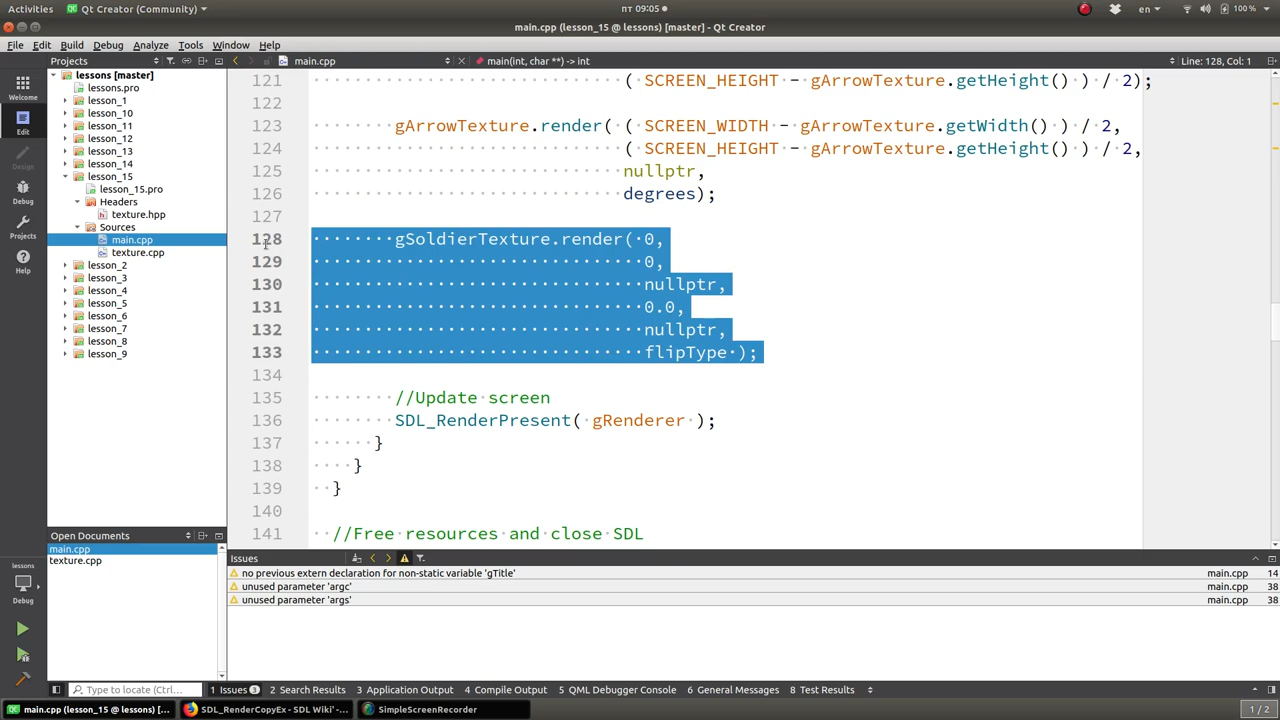 Activities Qt Creator (Community) пт 09:05 en 100 %
main.cpp (lesson_15 @ lessons) [master] - Qt Creator
File Edit Build Debug Analyze Tools Window Help
Projects main.cpp main(int, char **) -> int Line: 128, Col: 1
Welcome
Edit
Design
Debug
Projects
Help
lessons
Debug
lessons [master]
lessons.pro
lesson_1
lesson_10
lesson_11
lesson_12
lesson_13
lesson_14
lesson_15
lesson_15.pro
Headers
texture.hpp
Sources
main.cpp
texture.cpp
lesson_2
lesson_3
lesson_4
lesson_5
lesson_6
lesson_7
lesson_8
lesson_9
Open Documents
main.cpp
texture.cpp
121 ( SCREEN_HEIGHT - gArrowTexture.getHeight() ) / 2);
122
123 gArrowTexture.render( ( SCREEN_WIDTH - gArrowTexture.getWidth() ) / 2,
124 ( SCREEN_HEIGHT - gArrowTexture.getHeight() ) / 2,
125 nullptr,
126 degrees);
127
128 gSoldierTexture.render( 0,
129 0,
130 nullptr,
131 0.0,
132 nullptr,
133 flipType );
134
135 //Update screen
136 SDL_RenderPresent( gRenderer );
137 }
138 }
139 }
140
141 //Free resources and close SDL
Issues
no previous extern declaration for non-static variable 'gTitle' main.cpp 14
unused parameter 'argc' main.cpp 38
unused parameter 'args' main.cpp 38
Type to locate (... 1 Issues 3 2 Search Results 3 Application Output 4 Compile Output 5 QML Debugger Console 6 General Messages 8 Test Results
main.cpp (lesson_15 @ lessons) [... SDL_RenderCopyEx - SDL Wiki' -... SimpleScreenRecorder 1 / 2